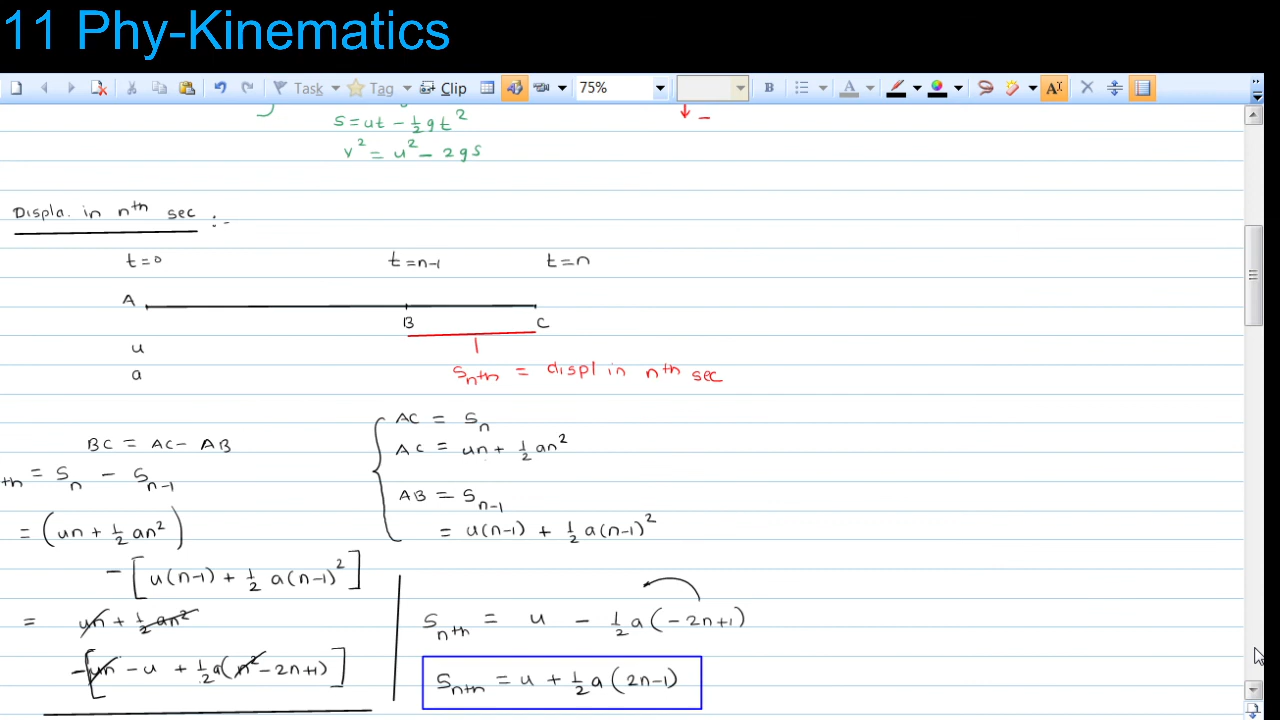 11 Phy-Kinematics
Task Tag Clip 75% B A A
S = ut - ½gt²
v² = u² - 2gs
-
Displa. in nth sec :-
t=0 t=n-1 t=n
A
B C
u
a
Snth = displ in nth sec
AC = Sn
BC = AC - AB
AC = un + ½an²
nth = Sn - Sn-1
AB = Sn-1
= (un + ½an²)
= u(n-1) + ½a(n-1)²
- [u(n-1) + ½a(n-1)²]
= un + ½an²
-[un - u + ½a(n² - 2n+1)]
Snth = u - ½a(-2n+1)
Snth = u + ½a(2n-1)